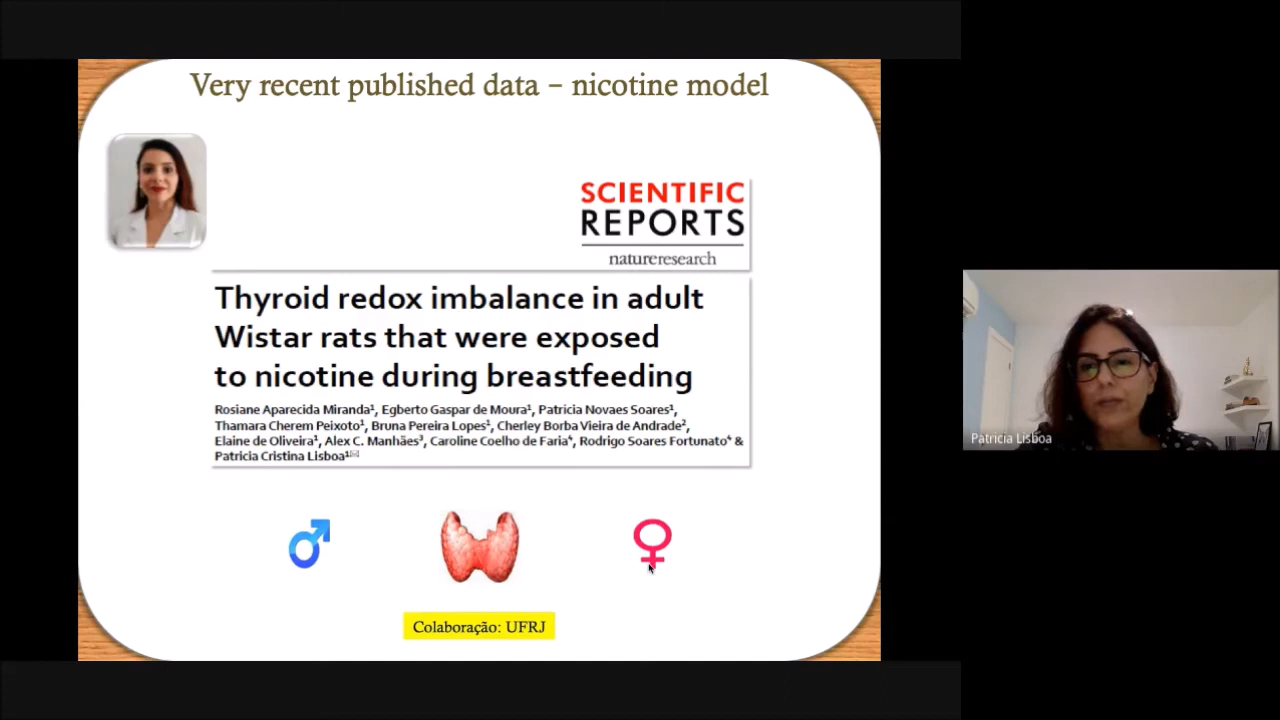 Very recent published data – nicotine model
SCIENTIFIC
REPORTS
natureresearch
Thyroid redox imbalance in adult
Wistar rats that were exposed
to nicotine during breastfeeding
Rosiane Aparecida Miranda¹, Egberto Gaspar de Moura¹, Patrícia Novaes Soares¹,
Thamara Cherem Peixoto¹, Bruna Pereira Lopes¹, Cherley Borba Vieira de Andrade²,
Elaine de Oliveira¹, Alex C. Manhães³, Caroline Coelho de Faria⁴, Rodrigo Soares Fortunato⁴ &
Patricia Cristina Lisboa¹✉
Colaboração: UFRJ
Patricia Lisboa